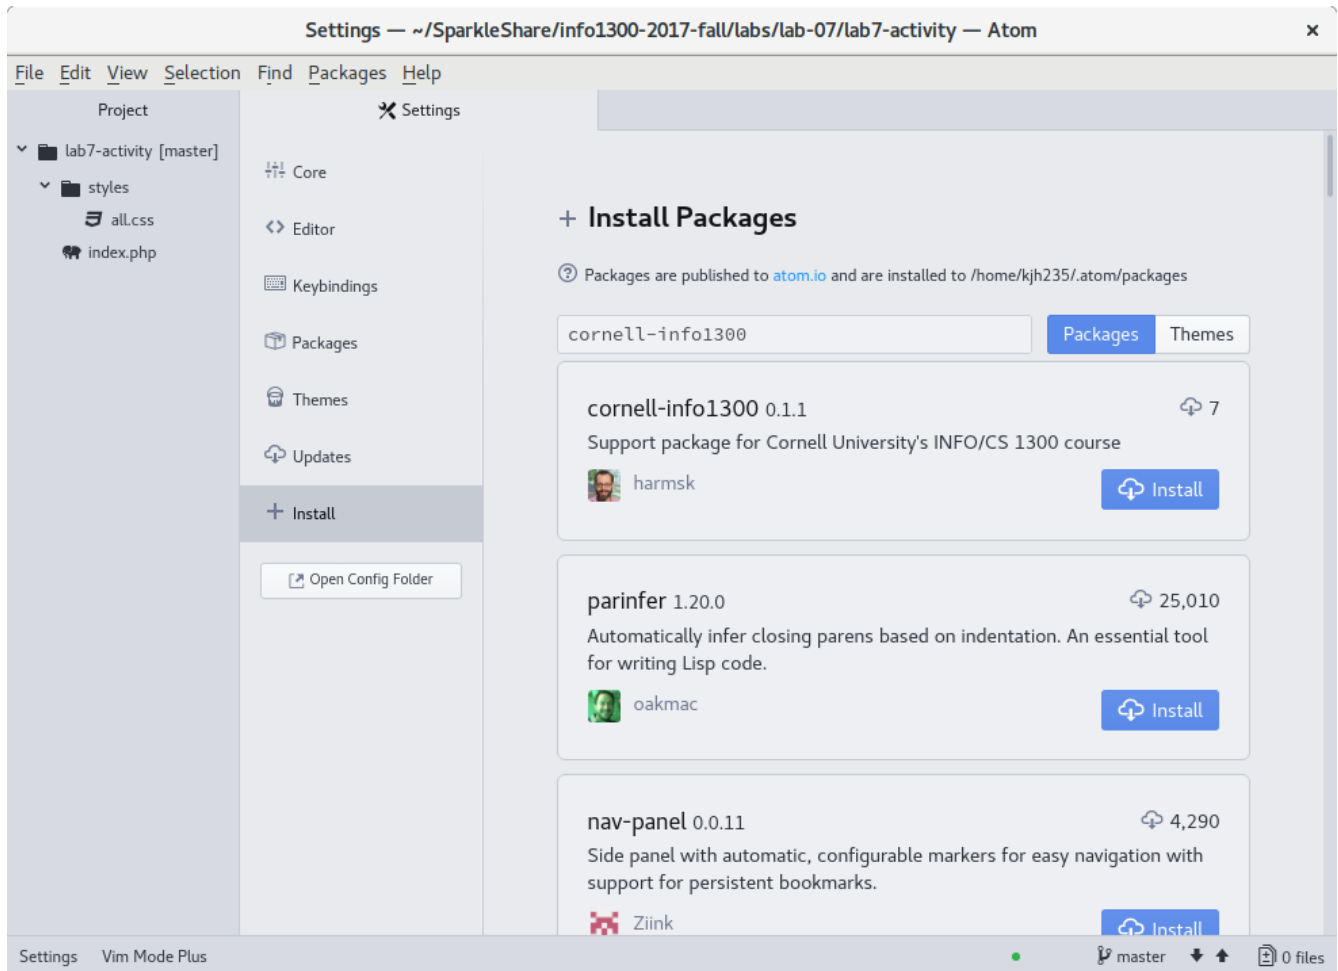 Settings — ~/SparkleShare/info1300-2017-fall/labs/lab-07/lab7-activity — Atom
File Edit View Selection Find Packages Help
Project
lab7-activity [master]
styles
all.css
index.php
Settings
Core
Editor
Keybindings
Packages
Themes
Updates
Install
Open Config Folder
Install Packages
Packages are published to atom.io and are installed to /home/kjh235/.atom/packages
cornell-info1300
Packages Themes
cornell-info1300 0.1.1 7
Support package for Cornell University's INFO/CS 1300 course
harmsk
Install
parinfer 1.20.0 25,010
Automatically infer closing parens based on indentation. An essential tool
for writing Lisp code.
oakmac
Install
nav-panel 0.0.11 4,290
Side panel with automatic, configurable markers for easy navigation with
support for persistent bookmarks.
Ziink
Install
Settings Vim Mode Plus master 0 files